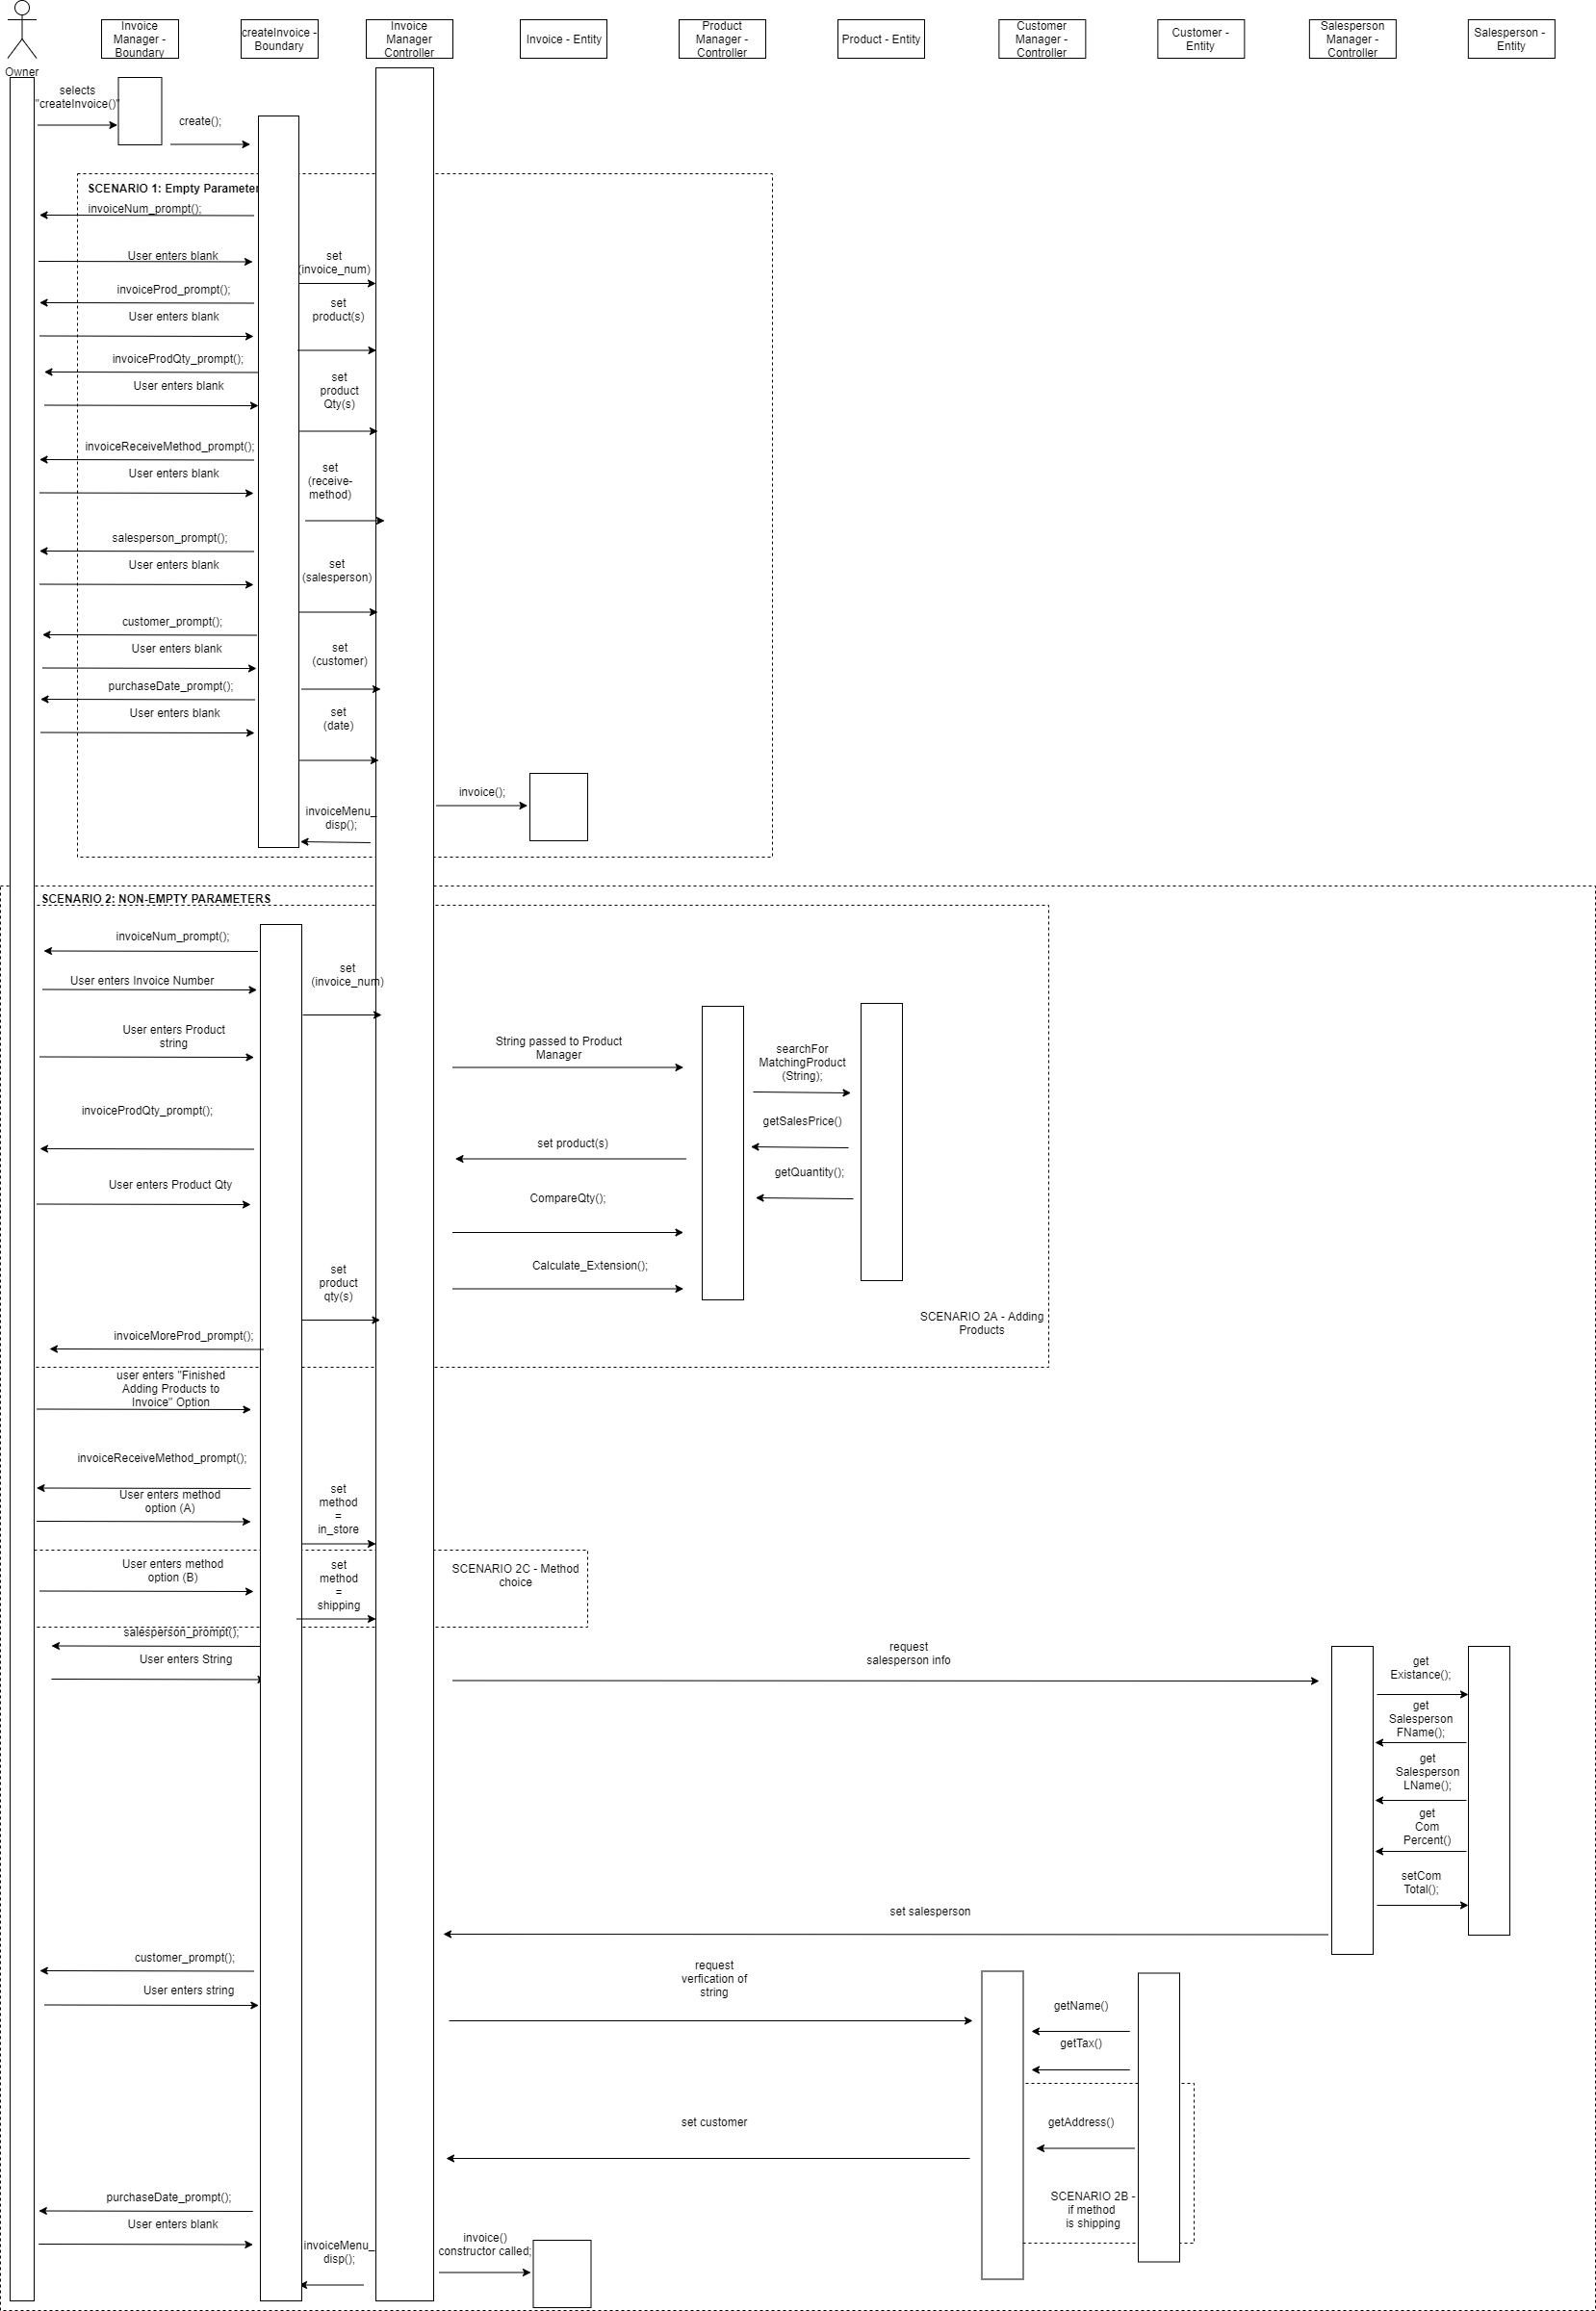 Owner
Invoice
Manager -
Boundary
createInvoice -
Boundary
Invoice
Manager
Controller
Invoice - Entity
Product
Manager -
Controller
Product - Entity
Customer
Manager -
Controller
Customer -
Entity
Salesperson
Manager -
Controller
Salesperson -
Entity
selects
"createInvoice()"
create();
SCENARIO 1: Empty Parameter
invoiceNum_prompt();
User enters blank
set
(invoice_num)
invoiceProd_prompt();
User enters blank
set
product(s)
invoiceProdQty_prompt();
User enters blank
set
product
Qty(s)
invoiceReceiveMethod_prompt();
User enters blank
set
(receive-
method)
salesperson_prompt();
User enters blank
set
(salesperson)
customer_prompt();
User enters blank
set
(customer)
purchaseDate_prompt();
User enters blank
set
(date)
invoice();
invoiceMenu_
disp();
SCENARIO 2: NON-EMPTY PARAMETERS
invoiceNum_prompt();
User enters Invoice Number
set
(invoice_num)
User enters Product
string
String passed to Product
Manager
searchFor
MatchingProduct
(String);
invoiceProdQty_prompt();
getSalesPrice()
set product(s)
getQuantity();
User enters Product Qty
CompareQty();
Calculate_Extension();
set
product
qty(s)
SCENARIO 2A - Adding
Products
invoiceMoreProd_prompt();
user enters "Finished
Adding Products to
Invoice" Option
invoiceReceiveMethod_prompt();
User enters method
option (A)
set
method
=
in_store
User enters method
option (B)
set
method
=
shipping
SCENARIO 2C - Method
choice
salesperson_prompt();
User enters String
request
salesperson info
get
Existance();
get
Salesperson
FName();
get
Salesperson
LName();
get
Com
Percent()
setCom
Total();
set salesperson
customer_prompt();
User enters string
request
verfication of
string
getName()
getTax()
getAddress()
set customer
SCENARIO 2B -
if method
is shipping
purchaseDate_prompt();
User enters blank
invoiceMenu_
disp();
invoice()
constructor called;